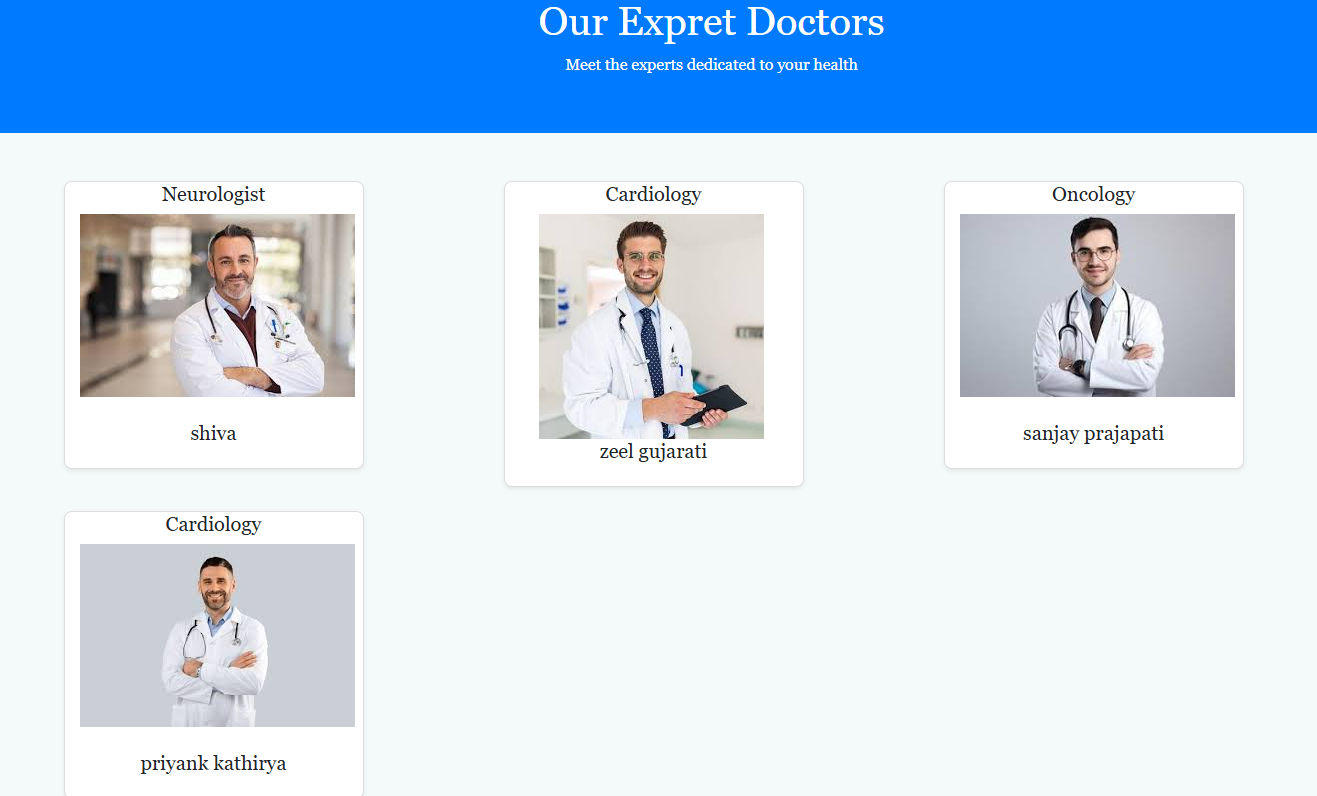 Our Expret Doctors
Meet the experts dedicated to your health
Neurologist
shiva
Cardiology
zeel gujarati
Oncology
sanjay prajapati
Cardiology
priyank kathirya